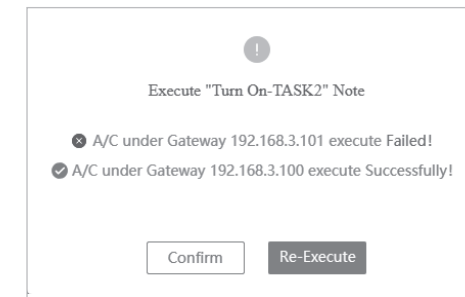 Execute "Turn On-TASK2" Note
A/C under Gateway 192.168.3.101 execute Failed!
A/C under Gateway 192.168.3.100 execute Successfully!
Confirm Re-Execute